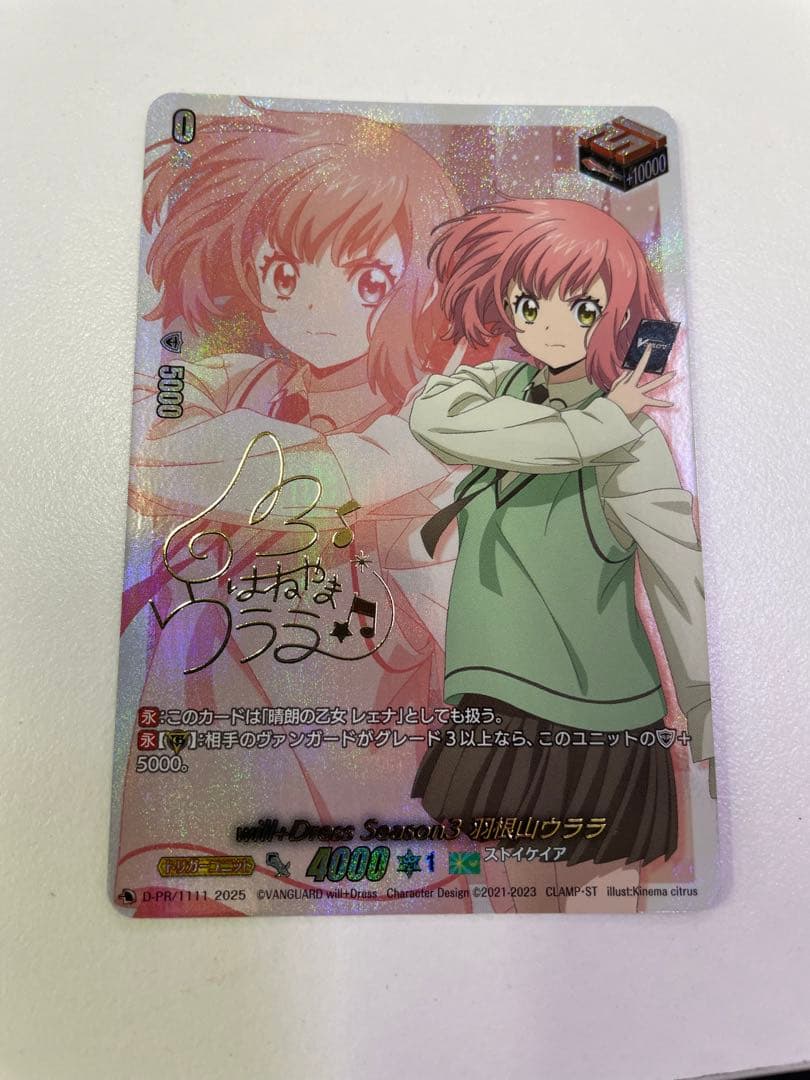 0
+10000
5000
はねやま
ウララ
永:このカードは「晴朗の乙女 レェナ」としても扱う。
永【】:相手のヴァンガードがグレード3以上なら、このユニットの+
5000。
will+Dress Season3 羽根山ウララ
トリガーユニット 4000 1 ストイケイア
D-PR/1111 2025 ©VANGUARD will+Dress Character Design ©2021-2023 CLAMP・ST illust:Kinema citrus